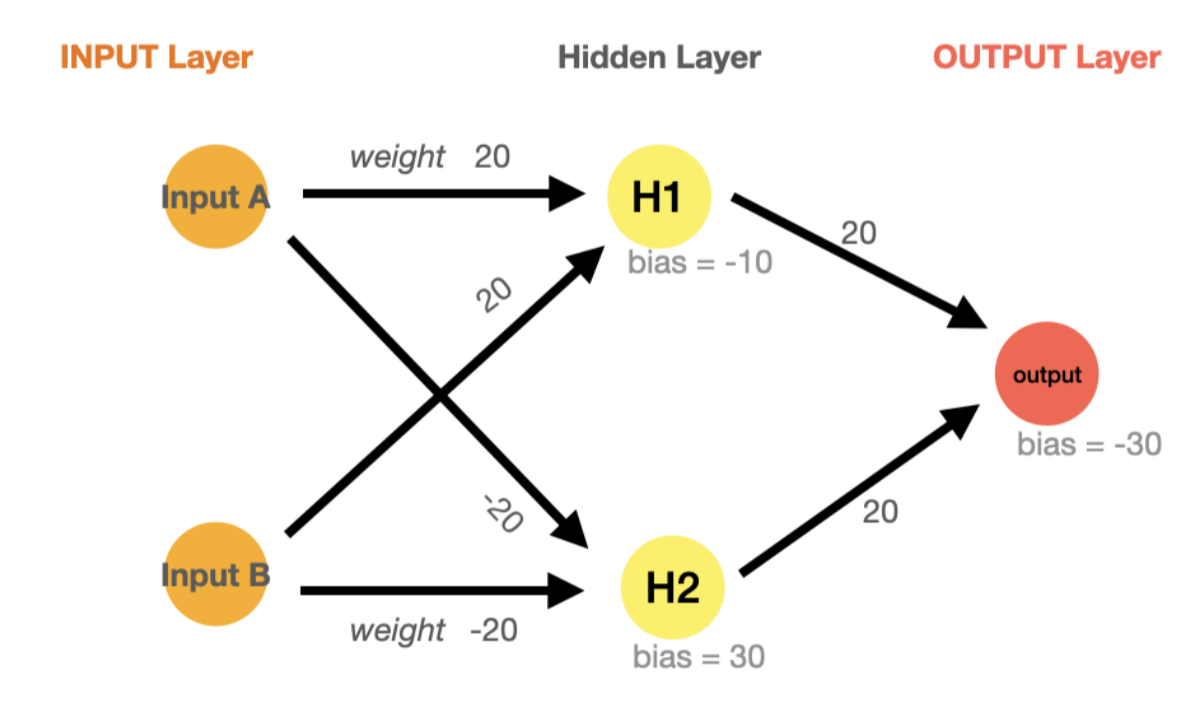 INPUT Layer
Hidden Layer
OUTPUT Layer
weight 20
Input A
H1
bias = -10
20
20
output
bias = -30
-20
20
Input B
H2
weight -20
bias = 30